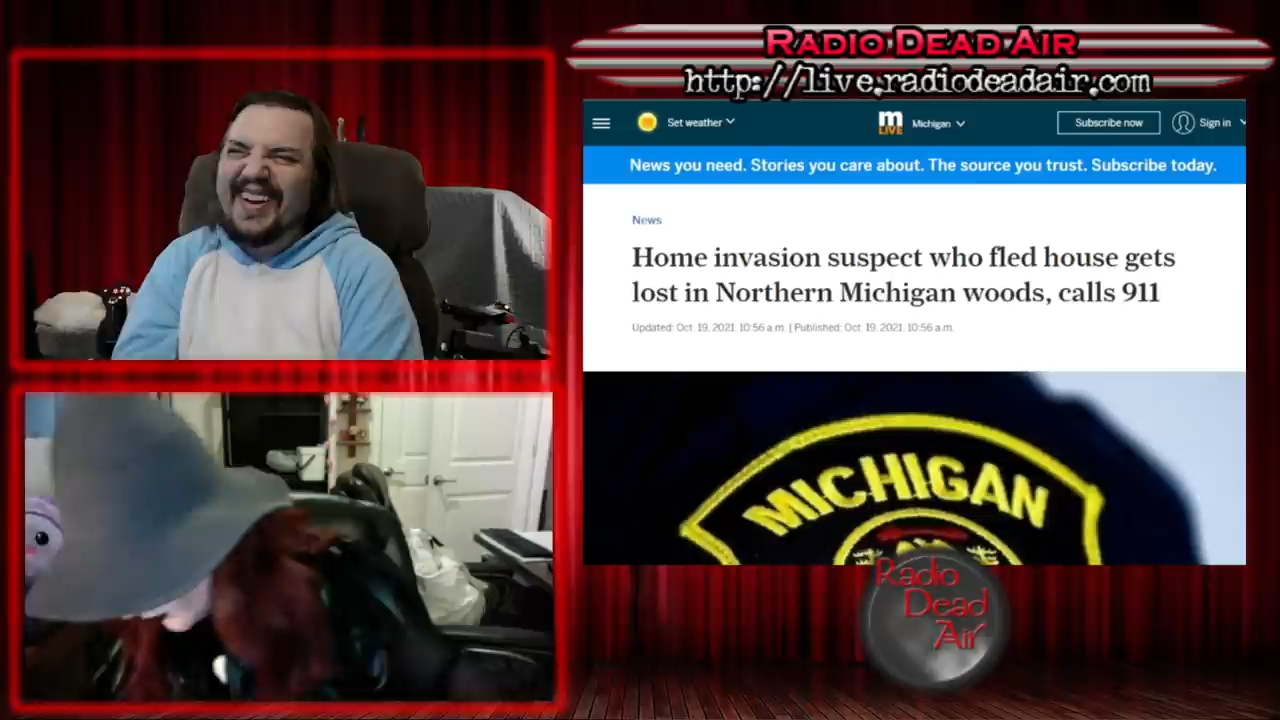 RADIO DEAD AIR
http://live.radiodeadair.com
Set weather
M LIVE
Michigan
Subscribe now
Sign in
News you need. Stories you care about. The source you trust. Subscribe today.
News
Home invasion suspect who fled house gets
lost in Northern Michigan woods, calls 911
Updated: Oct. 19, 2021, 10:56 a.m. | Published: Oct. 19, 2021, 10:56 a.m.
MICHIGAN
Radio
Dead
Air